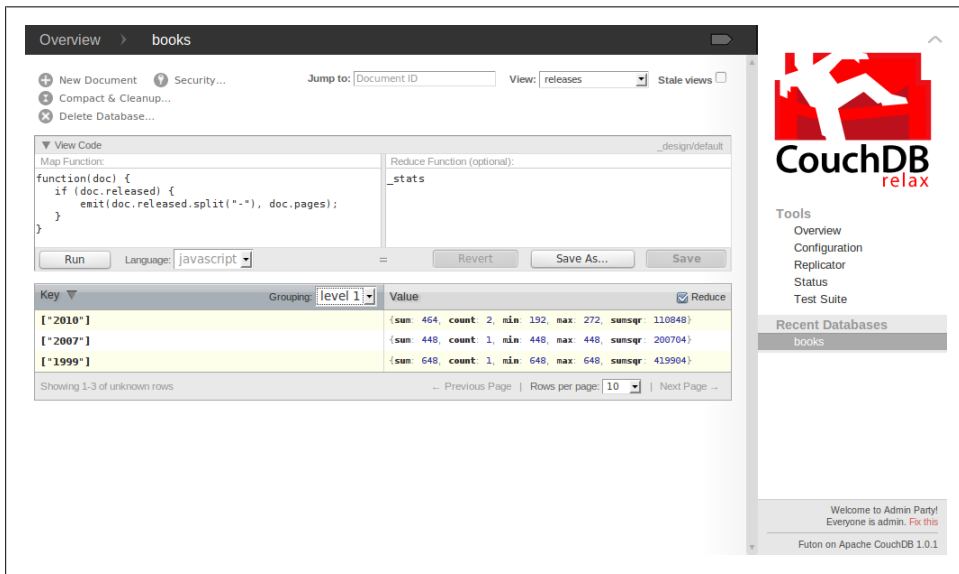 Overview books
New Document Security...
Jump to: Document ID
View: releases
Stale views
Compact & Cleanup...
Delete Database...
▼ View Code
_design/default
Map Function:
Reduce Function (optional):
function(doc) {
if (doc.released) {
emit(doc.released.split("-"), doc.pages);
}
}
_stats
Run
Language: javascript
=
Revert
Save As...
Save
Key ▼
Grouping: level 1
Value
Reduce
["2010"]
{sum: 464, count: 2, min: 192, max: 272, sumsqr: 110848}
["2007"]
{sum: 448, count: 1, min: 448, max: 448, sumsqr: 200704}
["1999"]
{sum: 648, count: 1, min: 648, max: 648, sumsqr: 419904}
Showing 1-3 of unknown rows
← Previous Page | Rows per page: 10 | Next Page →
CouchDB
relax
Tools
Overview
Configuration
Replicator
Status
Test Suite
Recent Databases
books
Welcome to Admin Party!
Everyone is admin. Fix this
Futon on Apache CouchDB 1.0.1